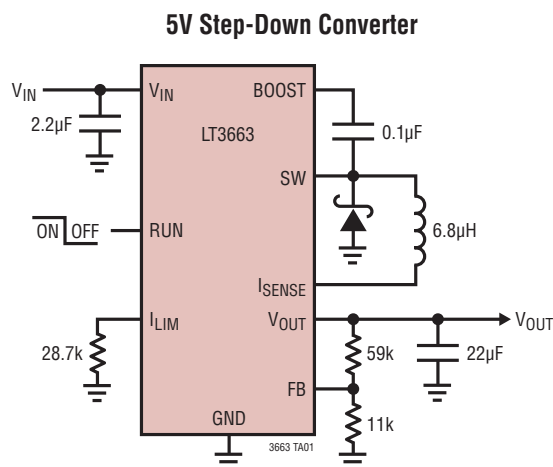 5V Step-Down Converter
VIN
VIN
BOOST
2.2µF
LT3663
0.1µF
SW
ON OFF
RUN
6.8µH
ISENSE
ILIM
VOUT
VOUT
28.7k
59k
22µF
FB
11k
GND
3663 TA01